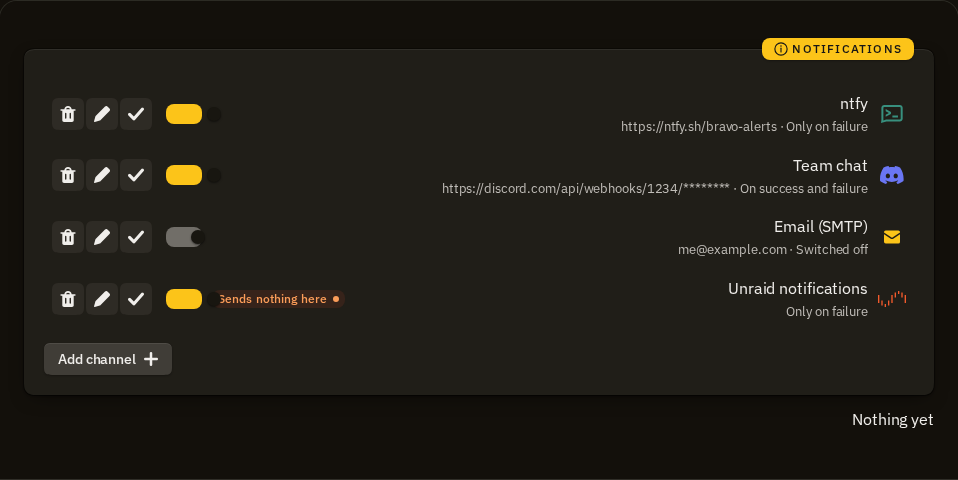 NOTIFICATIONS
ntfy
https://ntfy.sh/bravo-alerts · Only on failure
Team chat
https://discord.com/api/webhooks/1234/******** · On success and failure
Email (SMTP)
me@example.com · Switched off
Unraid notifications
Sends nothing here
Only on failure
Add channel
Nothing yet